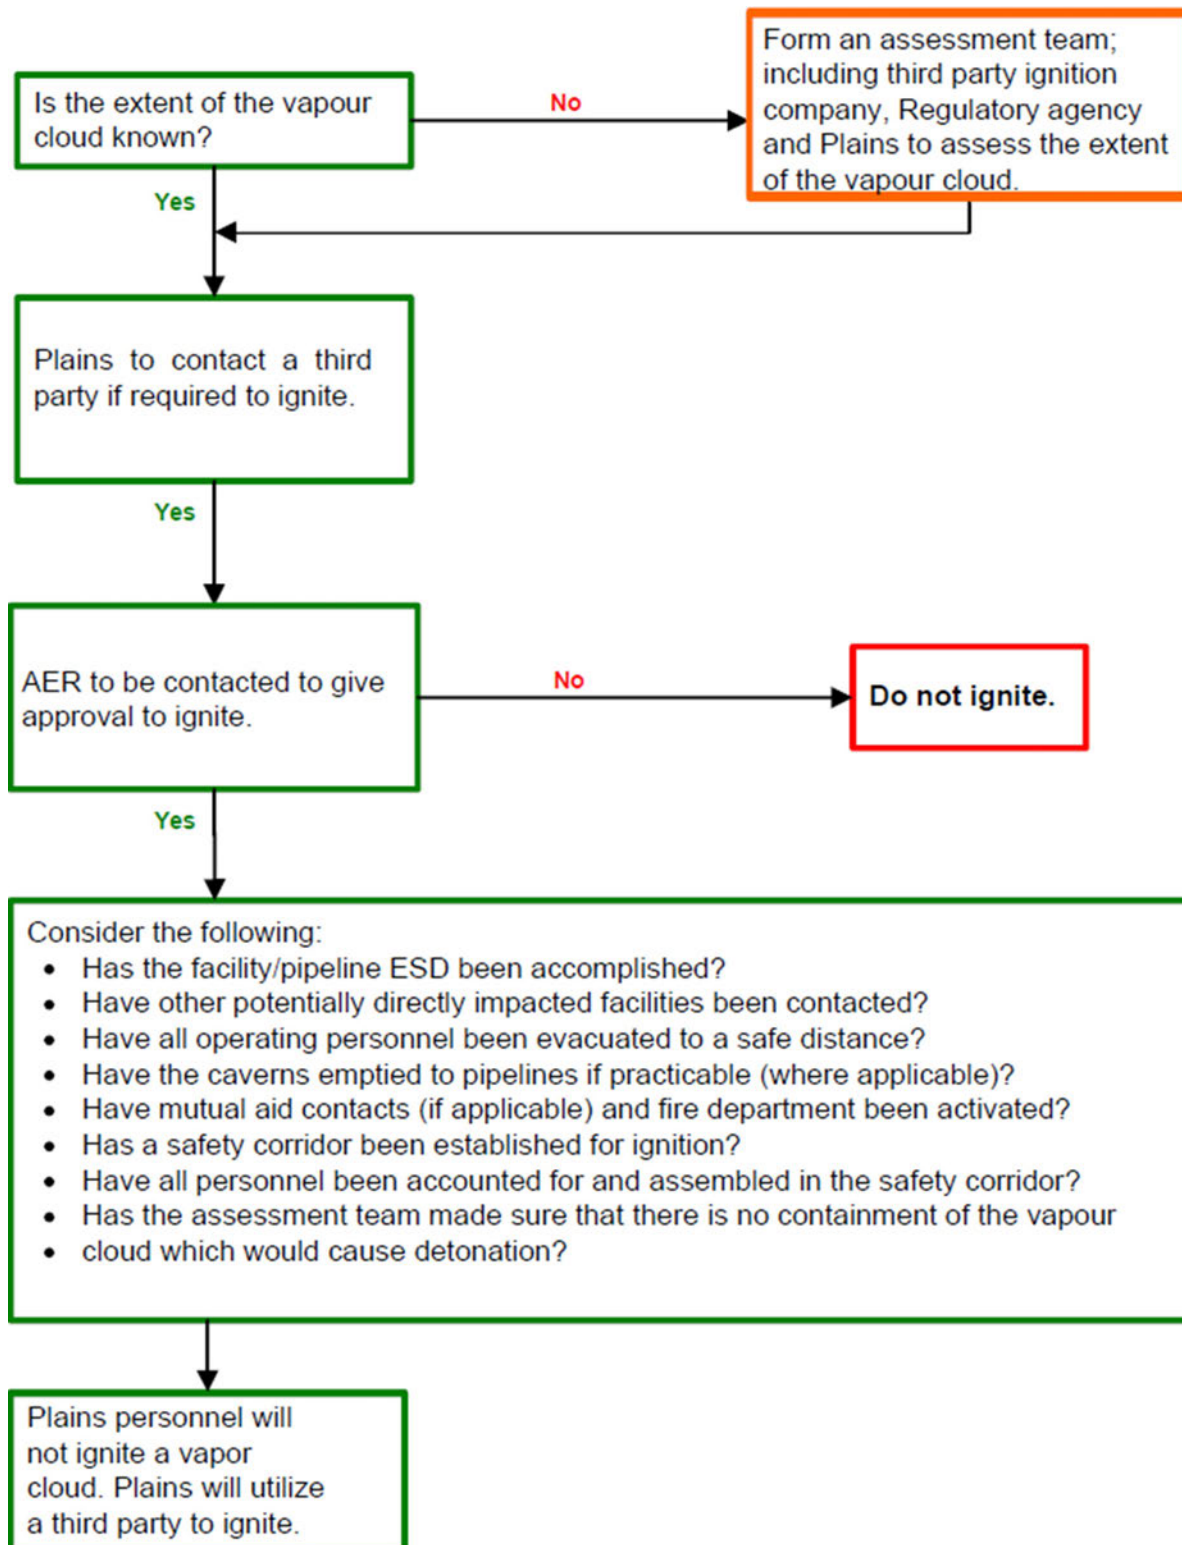 Is the extent of the vapour
cloud known?
No
Form an assessment team;
including third party ignition
company, Regulatory agency
and Plains to assess the extent
of the vapour cloud.
Yes
Plains to contact a third
party if required to ignite.
Yes
AER to be contacted to give
approval to ignite.
No
Do not ignite.
Yes
Consider the following:
• Has the facility/pipeline ESD been accomplished?
• Have other potentially directly impacted facilities been contacted?
• Have all operating personnel been evacuated to a safe distance?
• Have the caverns emptied to pipelines if practicable (where applicable)?
• Have mutual aid contacts (if applicable) and fire department been activated?
• Has a safety corridor been established for ignition?
• Have all personnel been accounted for and assembled in the safety corridor?
• Has the assessment team made sure that there is no containment of the vapour
• cloud which would cause detonation?
Plains personnel will
not ignite a vapor
cloud. Plains will utilize
a third party to ignite.